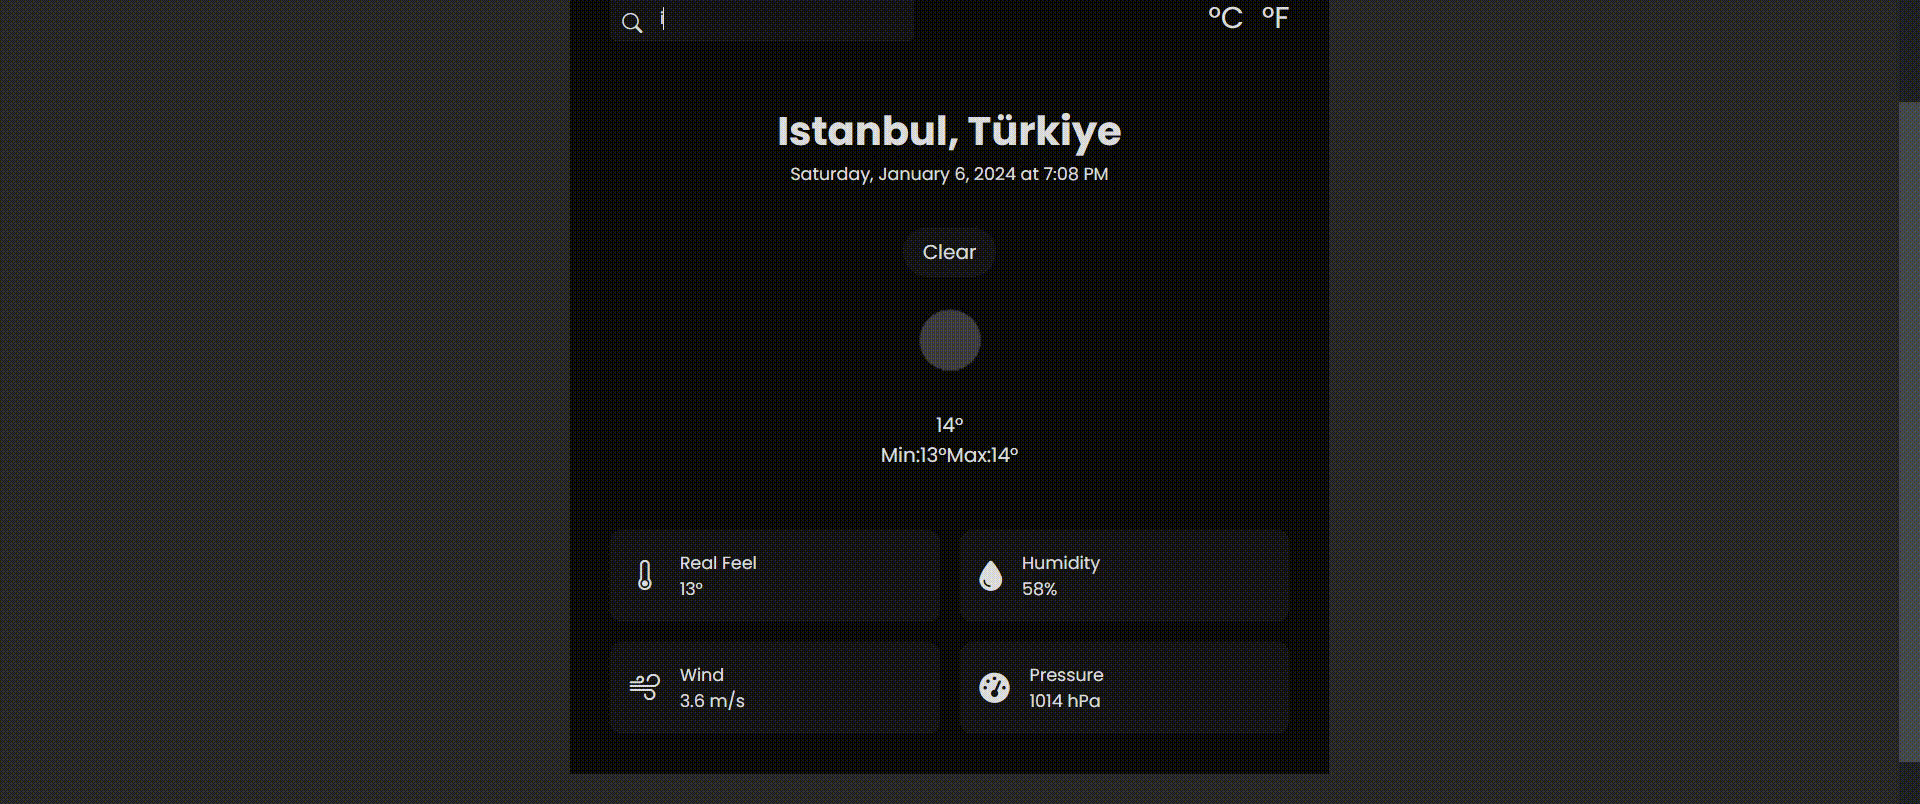 i
°C °F
Istanbul, Türkiye
Saturday, January 6, 2024 at 7:08 PM
Clear
14°
Min:13°Max:14°
Real Feel
13°
Humidity
58%
Wind
3.6 m/s
Pressure
1014 hPa